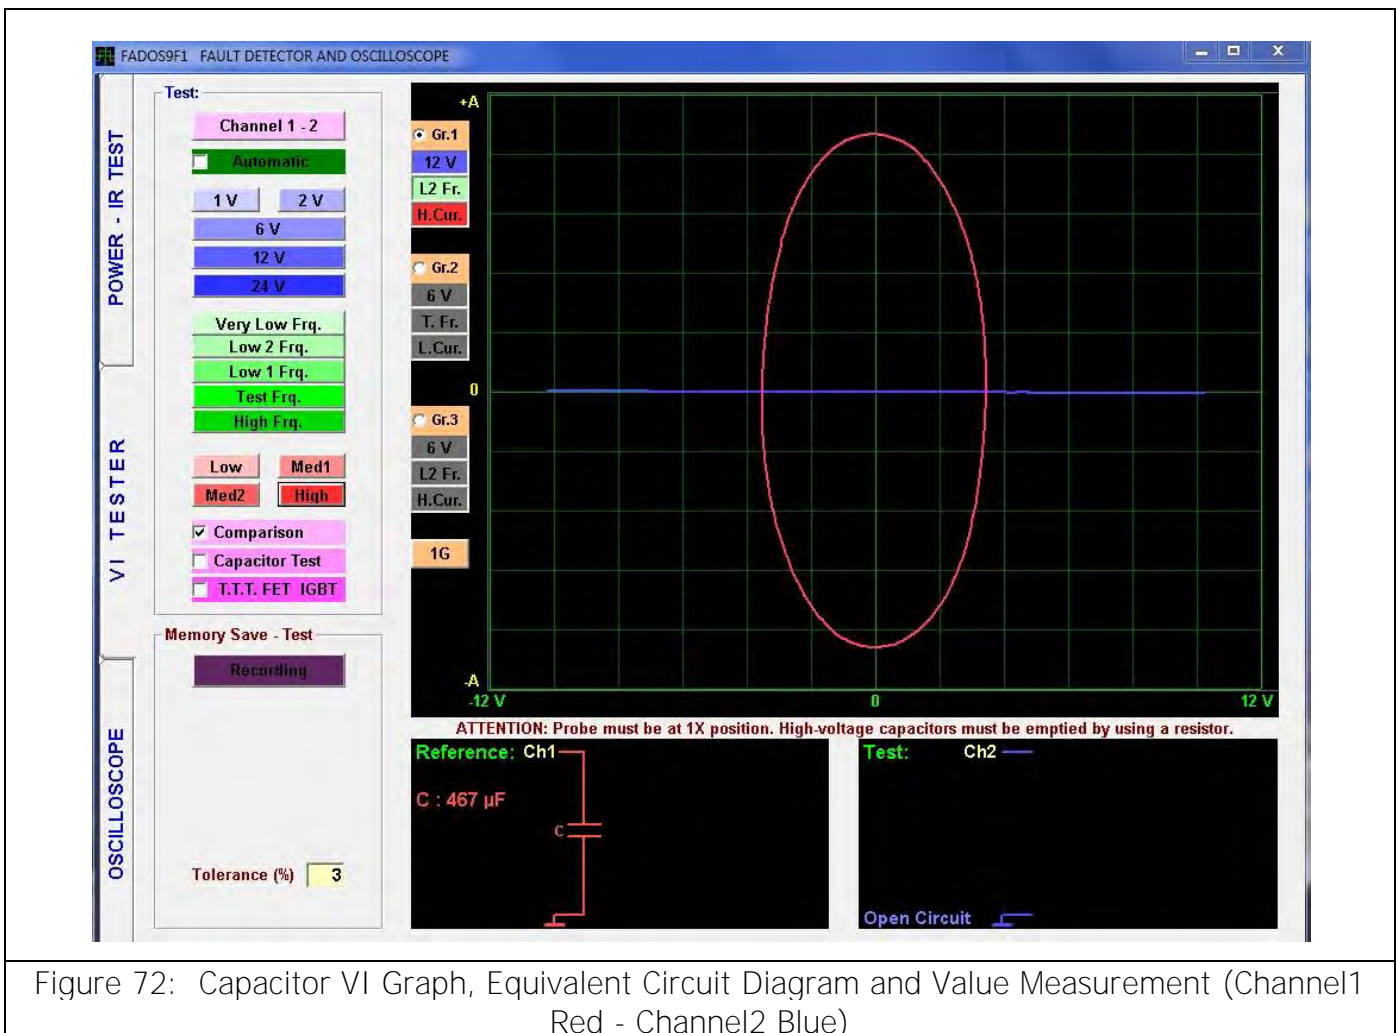 FADOS9F1 FAULT DETECTOR AND OSCILLOSCOPE
POWER - IR TEST
VI TESTER
OSCILLOSCOPE
Test:
Channel 1 - 2
Automatic
1 V 2 V
6 V
12 V
24 V
Very Low Frq.
Low 2 Frq.
Low 1 Frq.
Test Frq.
High Frq.
Low Med1
Med2 High
Comparison
Capacitor Test
T.T.T. FET IGBT
Memory Save - Test
Recording
Tolerance (%) 3
Gr.1
12 V
L2 Fr.
H.Cur.
Gr.2
6 V
T. Fr.
L.Cur.
Gr.3
6 V
L2 Fr.
H.Cur.
1G
+A
0
-A
-12 V 0 12 V
ATTENTION: Probe must be at 1X position. High-voltage capacitors must be emptied by using a resistor.
Reference: Ch1
C : 467 µF
C
Test: Ch2
Open Circuit
Figure 72: Capacitor VI Graph, Equivalent Circuit Diagram and Value Measurement (Channel1
Red - Channel2 Blue)